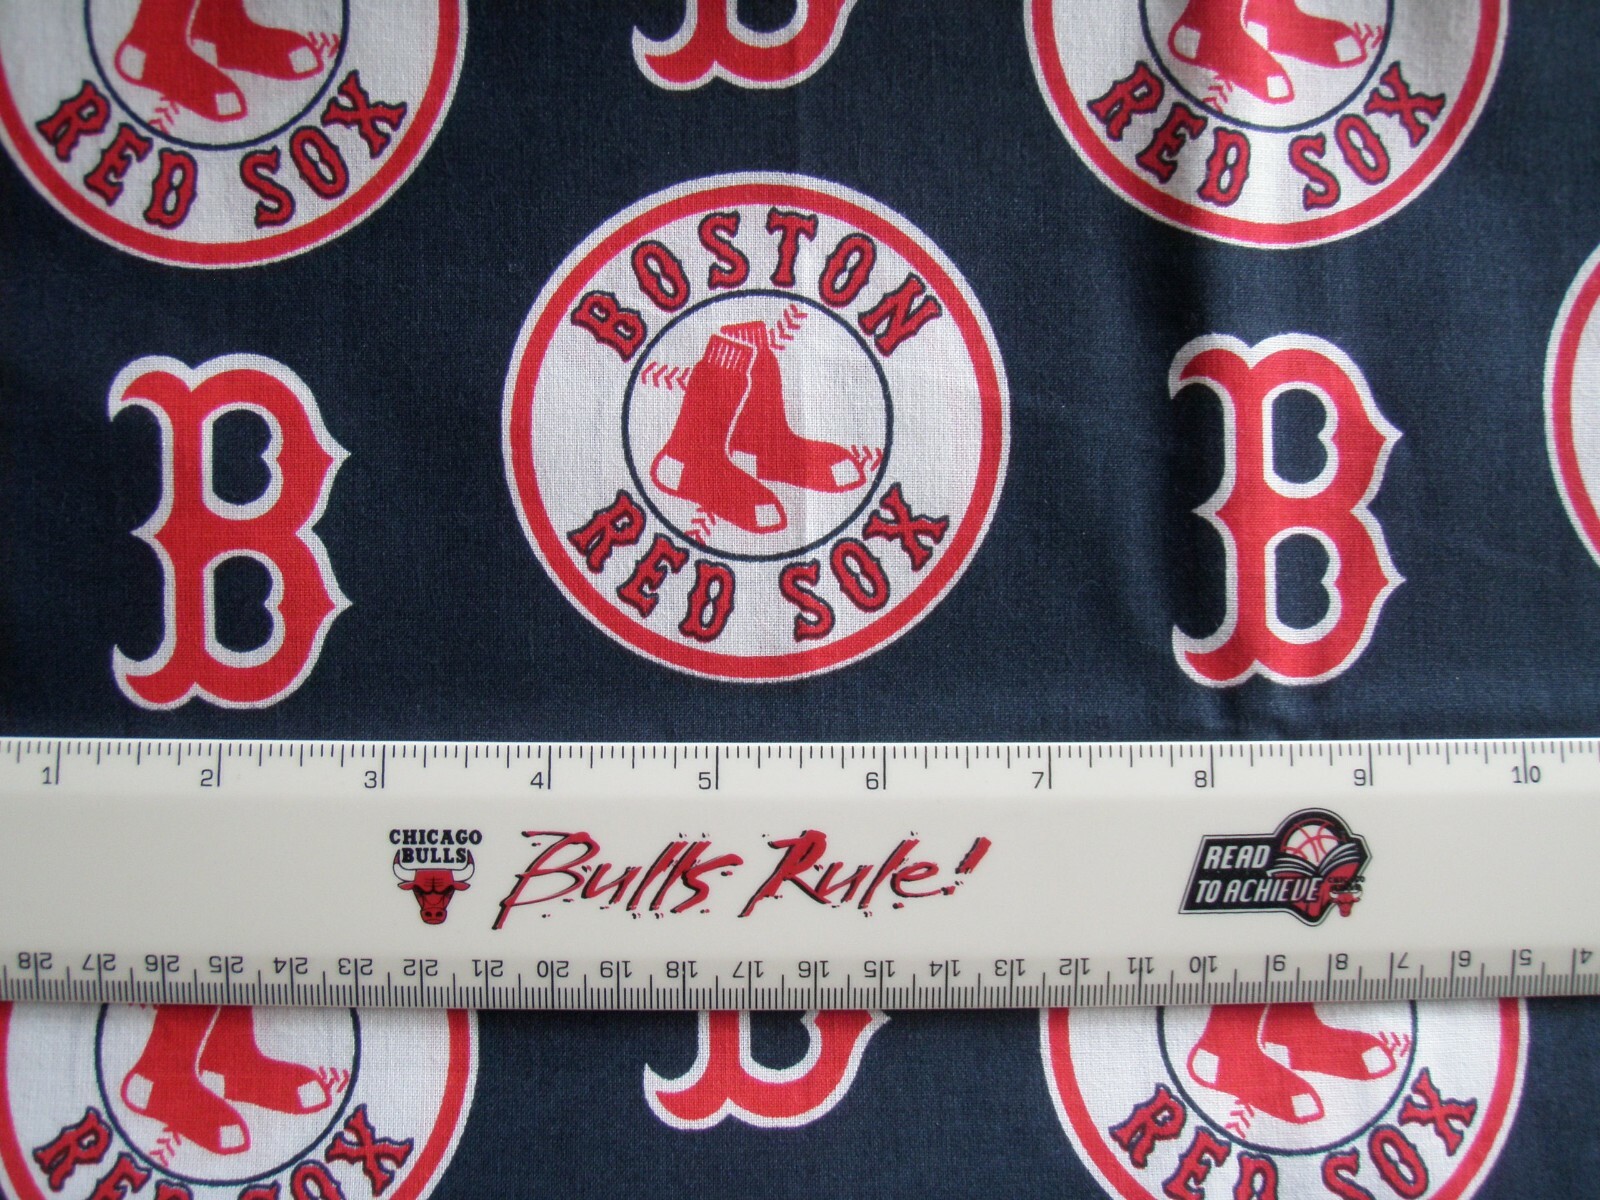 RED SOX
B
RED SOX
BOSTON
RED SOX
B
B
1 2 3 4 5 6 7 8 9 10
CHICAGO
BULLS
Bulls Rule!
READ
TO ACHIEVE
28 27 26 25 24 23 22 21 20 19 18 17 16 15 14 13 12 11 10 9 8 7 6 5 4
RED SOX
B
RED SOX